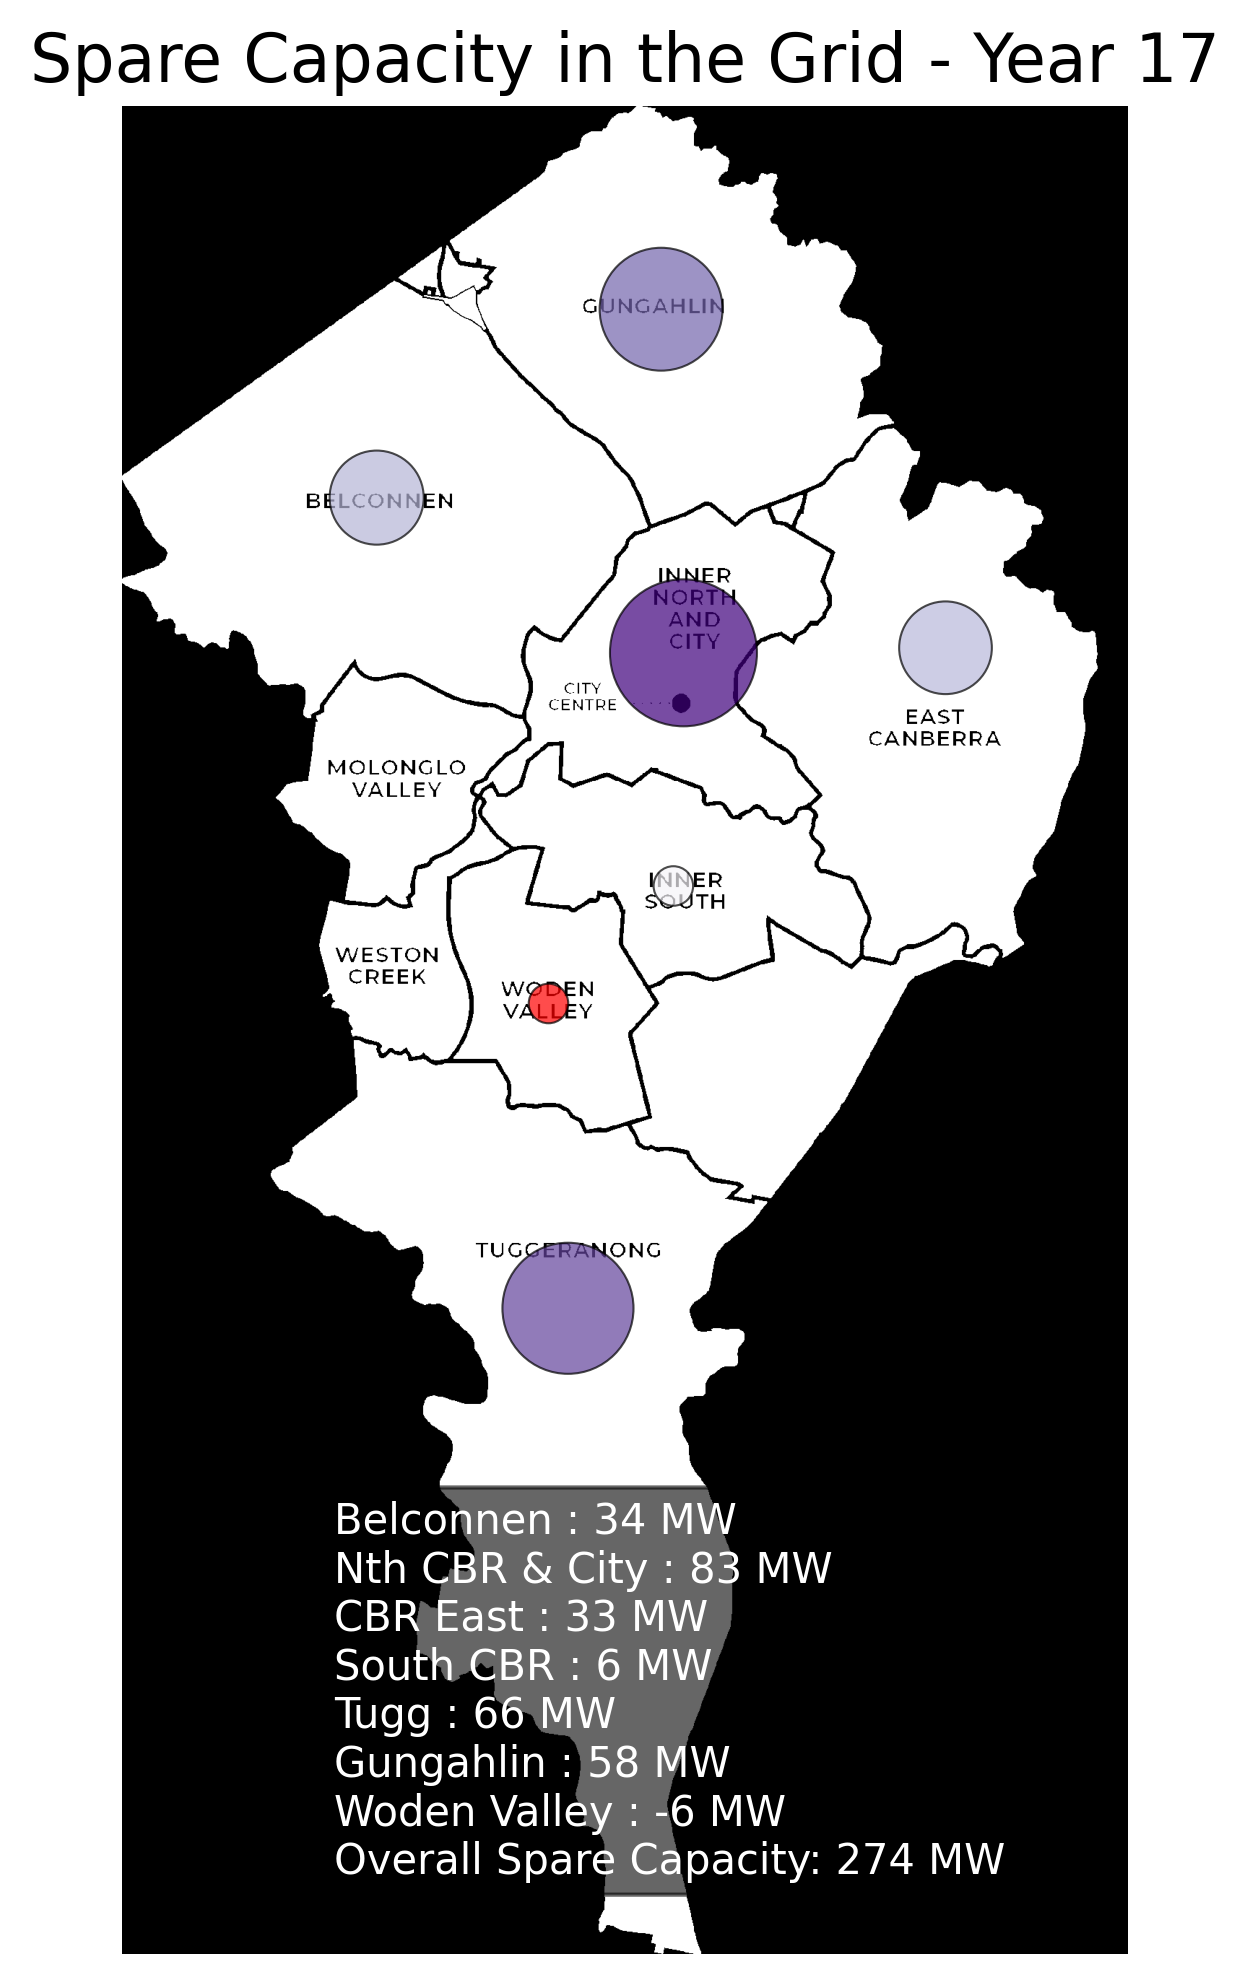 Spare Capacity in the Grid - Year 17
GUNGAHLIN
BELCONNEN
INNER
NORTH
AND
CITY
CITY
CENTRE
EAST
CANBERRA
MOLONGLO
VALLEY
INNER
SOUTH
WESTON
CREEK
WODEN
VALLEY
TUGGERANONG
Belconnen : 34 MW
Nth CBR & City : 83 MW
CBR East : 33 MW
South CBR : 6 MW
Tugg : 66 MW
Gungahlin : 58 MW
Woden Valley : -6 MW
Overall Spare Capacity: 274 MW